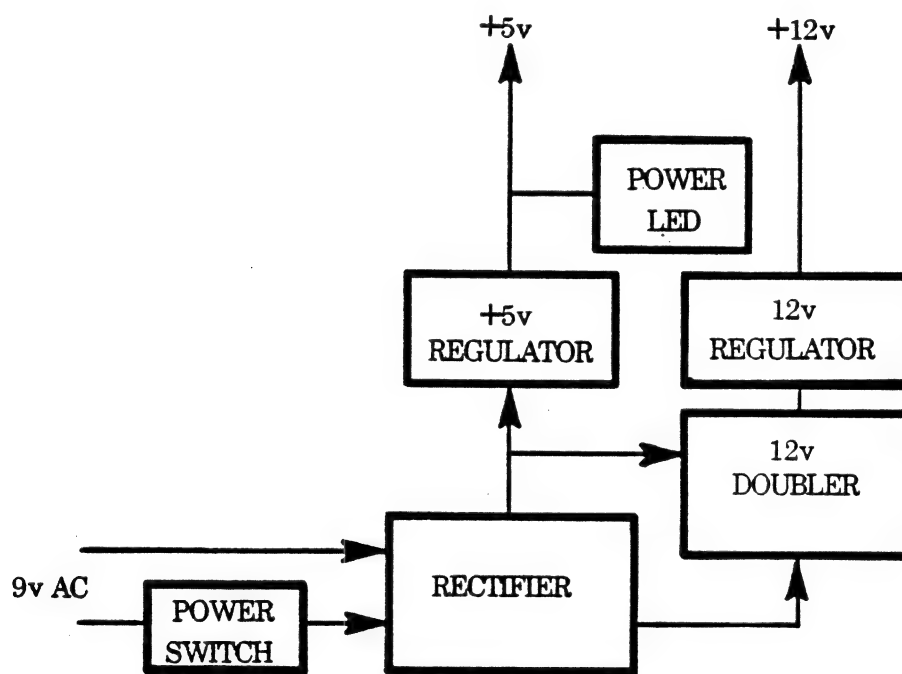 +5v
+12v
POWER
LED
+5v
REGULATOR
12v
REGULATOR
12v
DOUBLER
9v AC
RECTIFIER
POWER
SWITCH